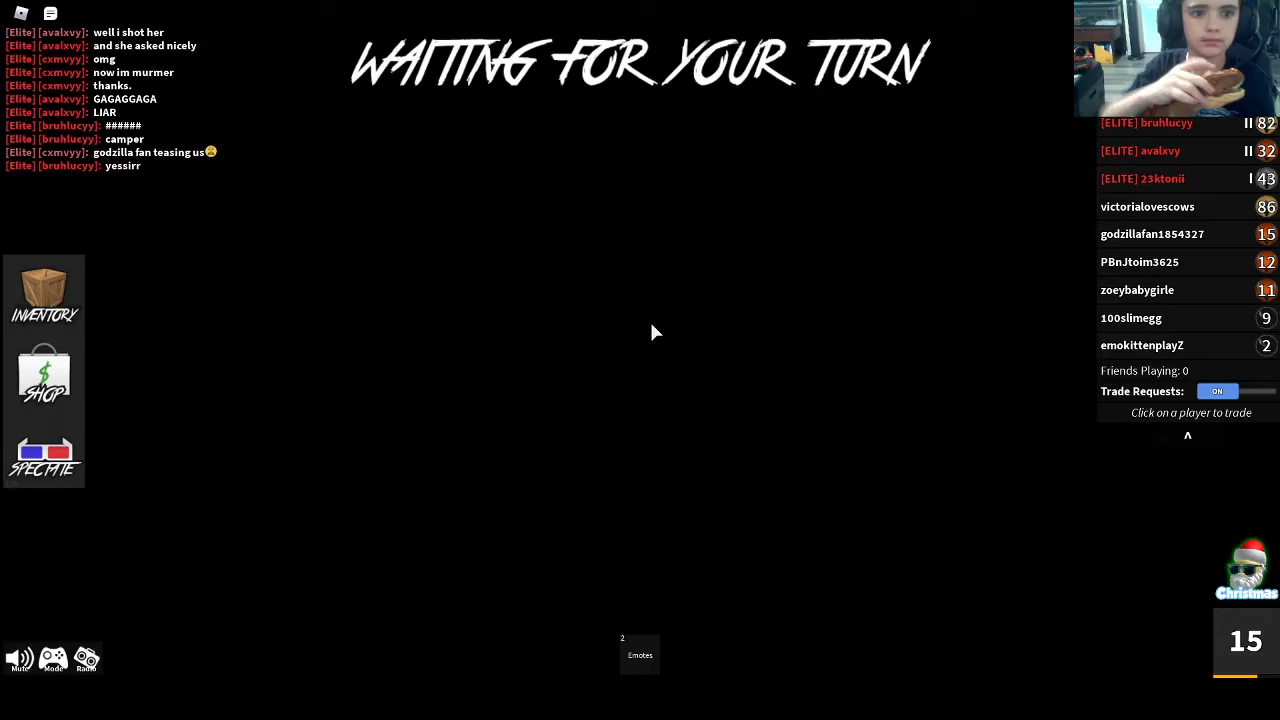 [Elite] [avalxvy]: well i shot her
[Elite] [avalxvy]: and she asked nicely
[Elite] [cxmvyy]: omg
[Elite] [cxmvyy]: now im murmer
[Elite] [cxmvyy]: thanks.
[Elite] [avalxvy]: GAGAGGAGA
[Elite] [avalxvy]: LIAR
[Elite] [bruhlucyy]: ######
[Elite] [bruhlucyy]: camper
[Elite] [cxmvyy]: godzilla fan teasing us😩
[Elite] [bruhlucyy]: yessirr
WAITING FOR YOUR TURN
[ELITE] bruhlucyy II 82
[ELITE] avalxvy II 32
[ELITE] 23ktonii I 43
victorialovescows 86
godzillafan1854327 15
PBnJtoim3625 12
zoeybabygirle 11
100slimegg 9
emokittenplayZ 2
Friends Playing: 0
Trade Requests: ON
Click on a player to trade
^
INVENTORY
$
SHOP
SPECTATE
Christmas
15
2
Emotes
Mute Mode Radio